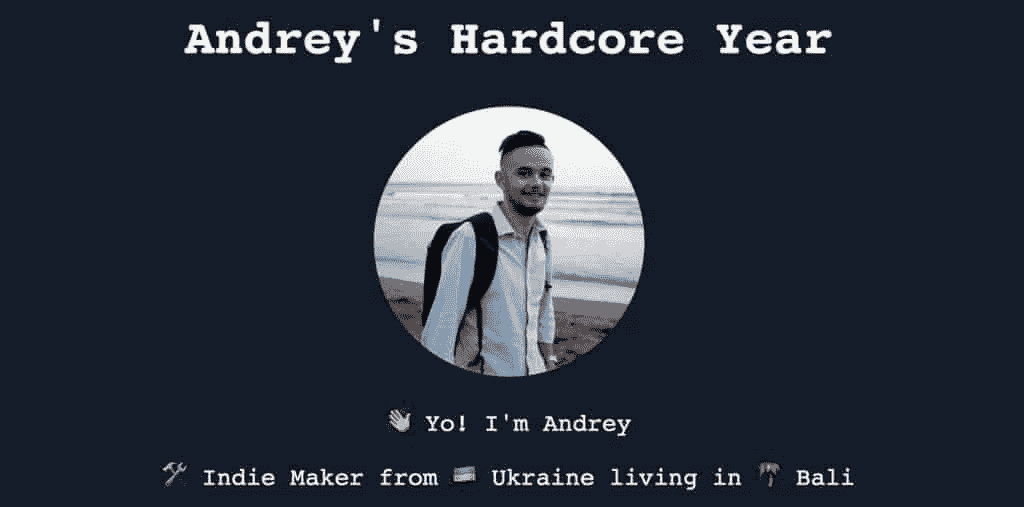 Andrey's Hardcore Year
👋 Yo! I'm Andrey
🛠 Indie Maker from 🇺🇦 Ukraine living in 🌴 Bali